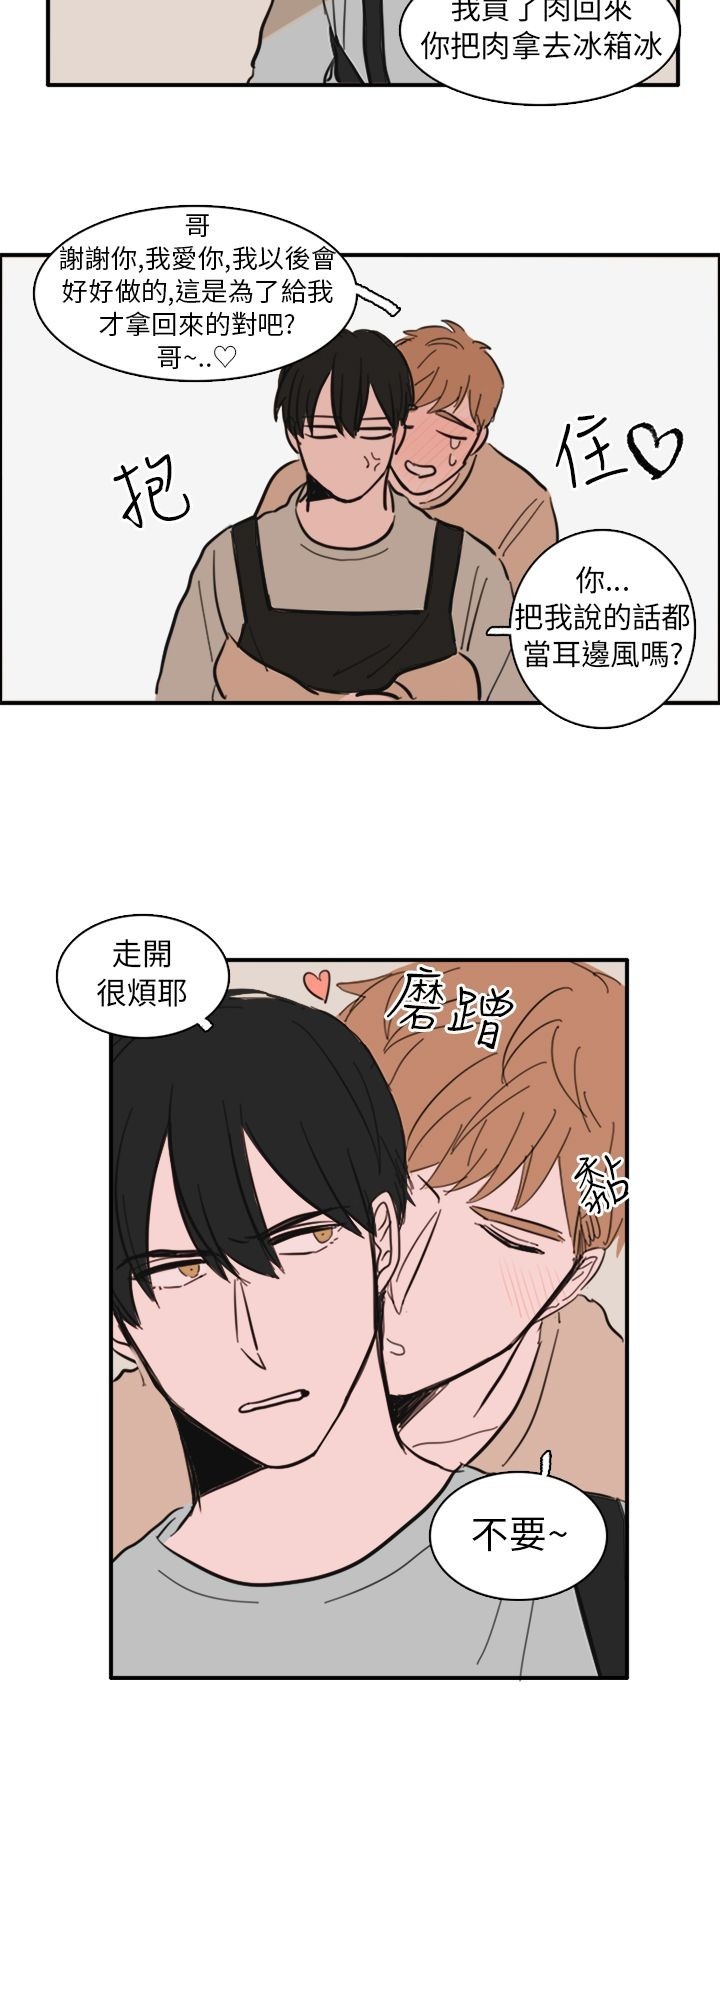 我買了肉回來
你把肉拿去冰箱冰
哥
謝謝你,我愛你,我以後會
好好做的,這是為了給我
才拿回來的對吧?
哥~..♡
抱
住♡
你...
把我說的話都
當耳邊風嗎?
走開
很煩耶
磨蹭
黏
不要~